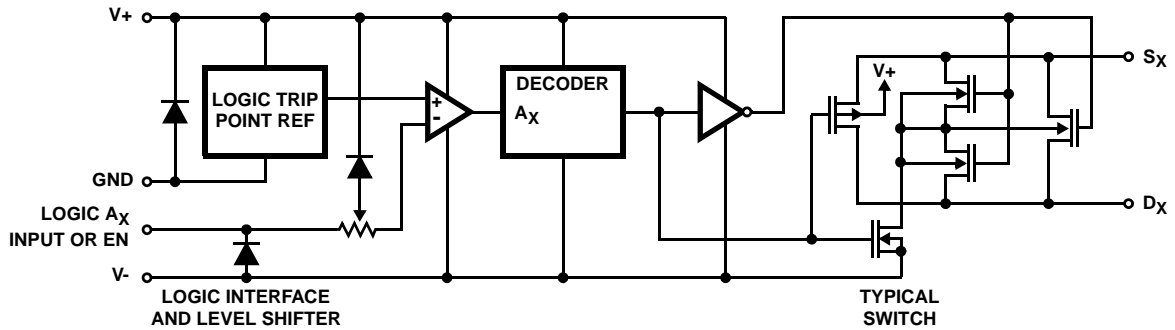 V+
LOGIC TRIP
POINT REF
+
-
DECODER
AX
V+
SX
GND
LOGIC AX
INPUT OR EN
DX
V-
LOGIC INTERFACE
AND LEVEL SHIFTER
TYPICAL
SWITCH